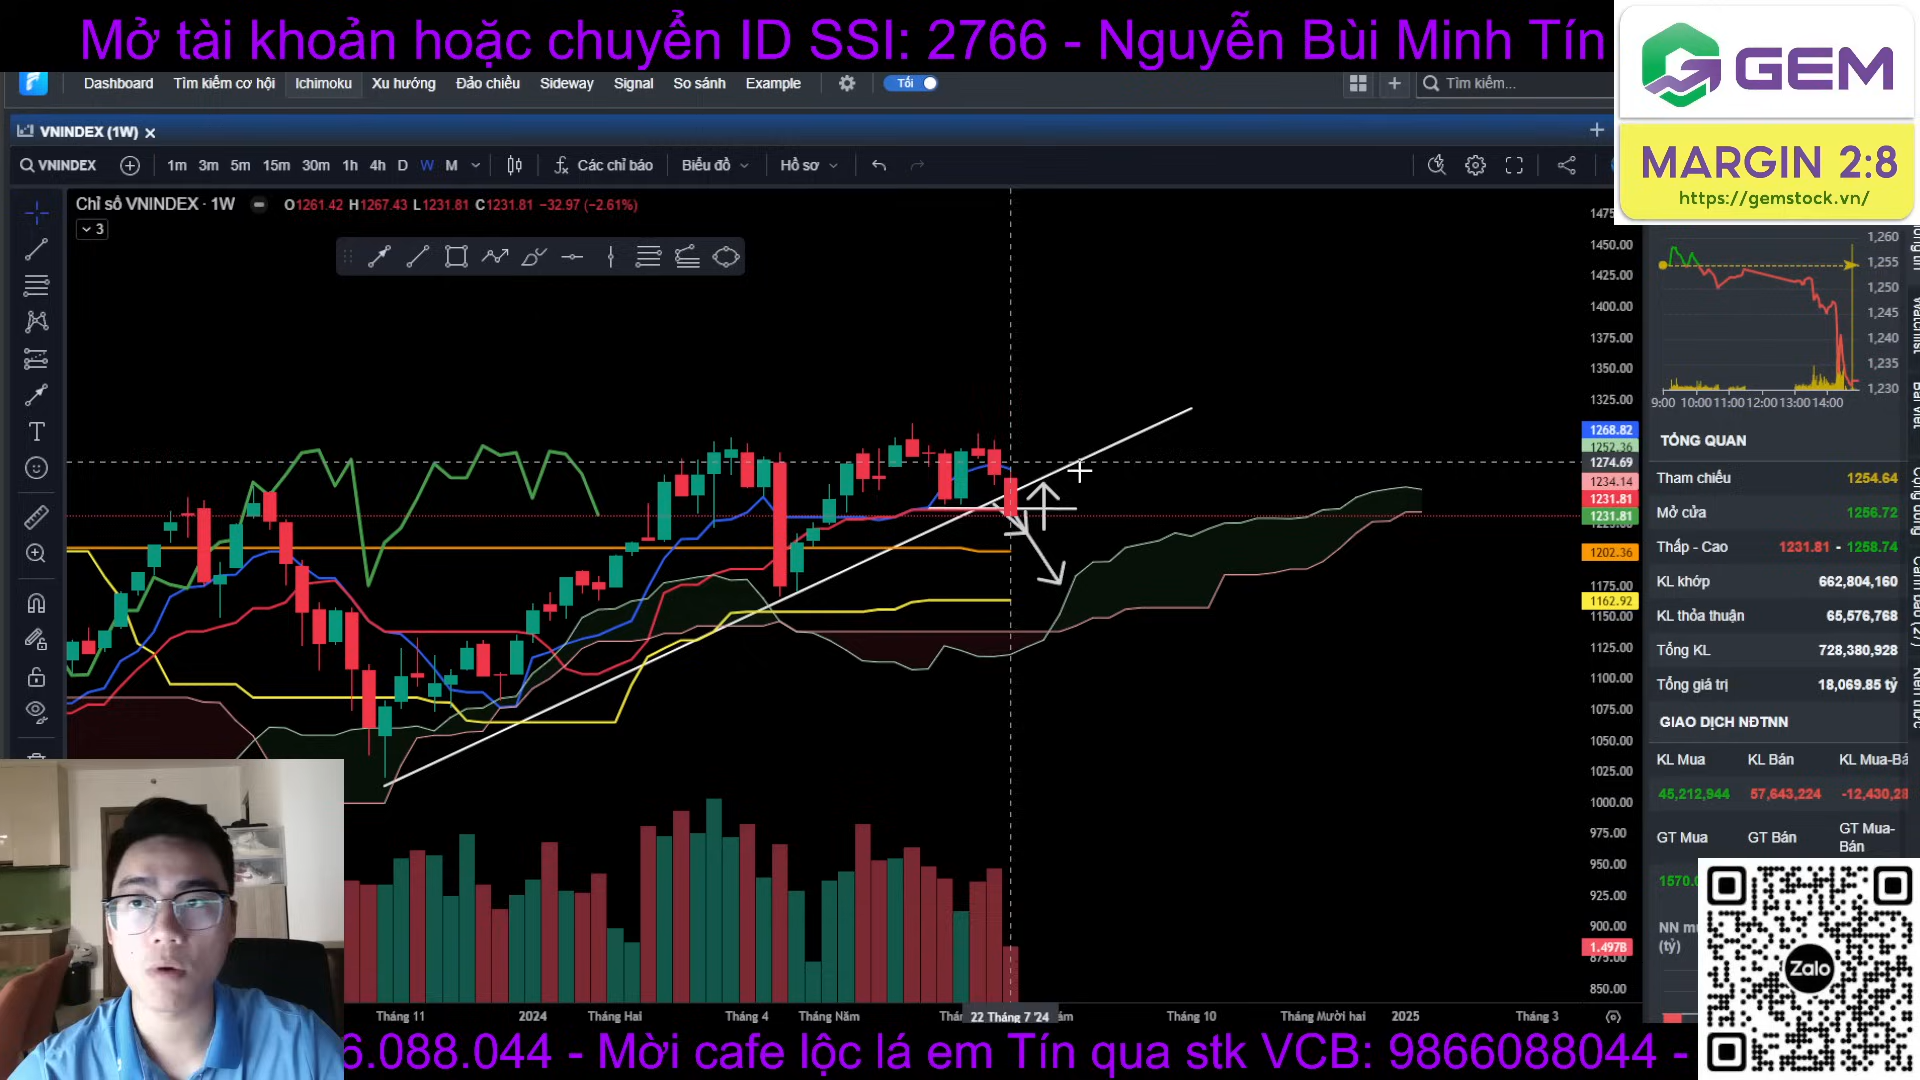 Mở tài khoản hoặc chuyển ID SSI: 2766 - Nguyễn Bùi Minh Tín
GEM
MARGIN 2:8
https://gemstock.vn/
Dashboard Tìm kiếm cơ hội Ichimoku Xu hướng Đảo chiều Sideway Signal So sánh Example Tối Tìm kiếm...
VNINDEX (1W)
VNINDEX 1m 3m 5m 15m 30m 1h 4h D W M Các chỉ báo Biểu đồ Hồ sơ
Chỉ số VNINDEX · 1W O1261.42 H1267.43 L1231.81 C1231.81 −32.97 (−2.61%)
3
1450.00
1425.00
1400.00
1375.00
1350.00
1325.00
1268.82
1252.36
1274.69
1234.14
1231.81
1231.81
1202.36
1175.00
1162.92
1150.00
1125.00
1100.00
1075.00
1050.00
1025.00
1000.00
975.00
950.00
925.00
900.00
1.497B
875.00
850.00
Tháng 11 2024 Tháng Hai Tháng 4 Tháng Năm 22 Tháng 7 '24 Tháng 10 Tháng Mười hai 2025 Tháng 3
1,260
1,255
1,250
1,245
1,240
1,235
1,230
9:00 10:00 11:00 12:00 13:00 14:00
TỔNG QUAN
Tham chiếu 1254.64
Mở cửa 1256.72
Thấp - Cao 1231.81 - 1258.74
KL khớp 662,804,160
KL thỏa thuận 65,576,768
Tổng KL 728,380,928
Tổng giá trị 18,069.85 tỷ
GIAO DỊCH NĐTNN
KL Mua KL Bán KL Mua-Bá
45,212,944 57,643,224 -12,430,28
GT Mua GT Bán GT Mua-
Bán
1570.
NN
(tỷ)
Zalo
6.088.044 - Mời cafe lộc lá em Tín qua stk VCB: 9866088044 -